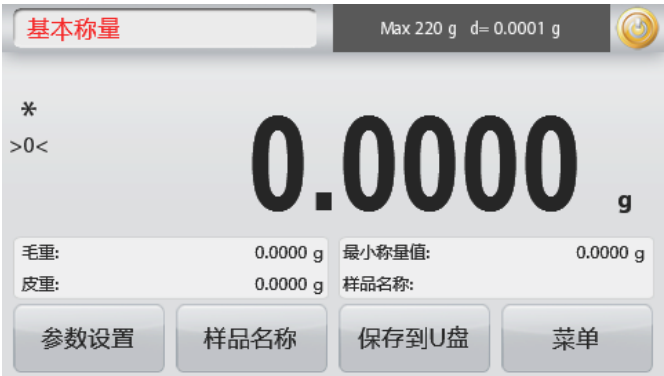 基本称量
Max 220 g d= 0.0001 g
*
>0<
0.0000 g
毛重: 0.0000 g
最小称量值: 0.0000 g
皮重: 0.0000 g
样品名称:
参数设置
样品名称
保存到U盘
菜单